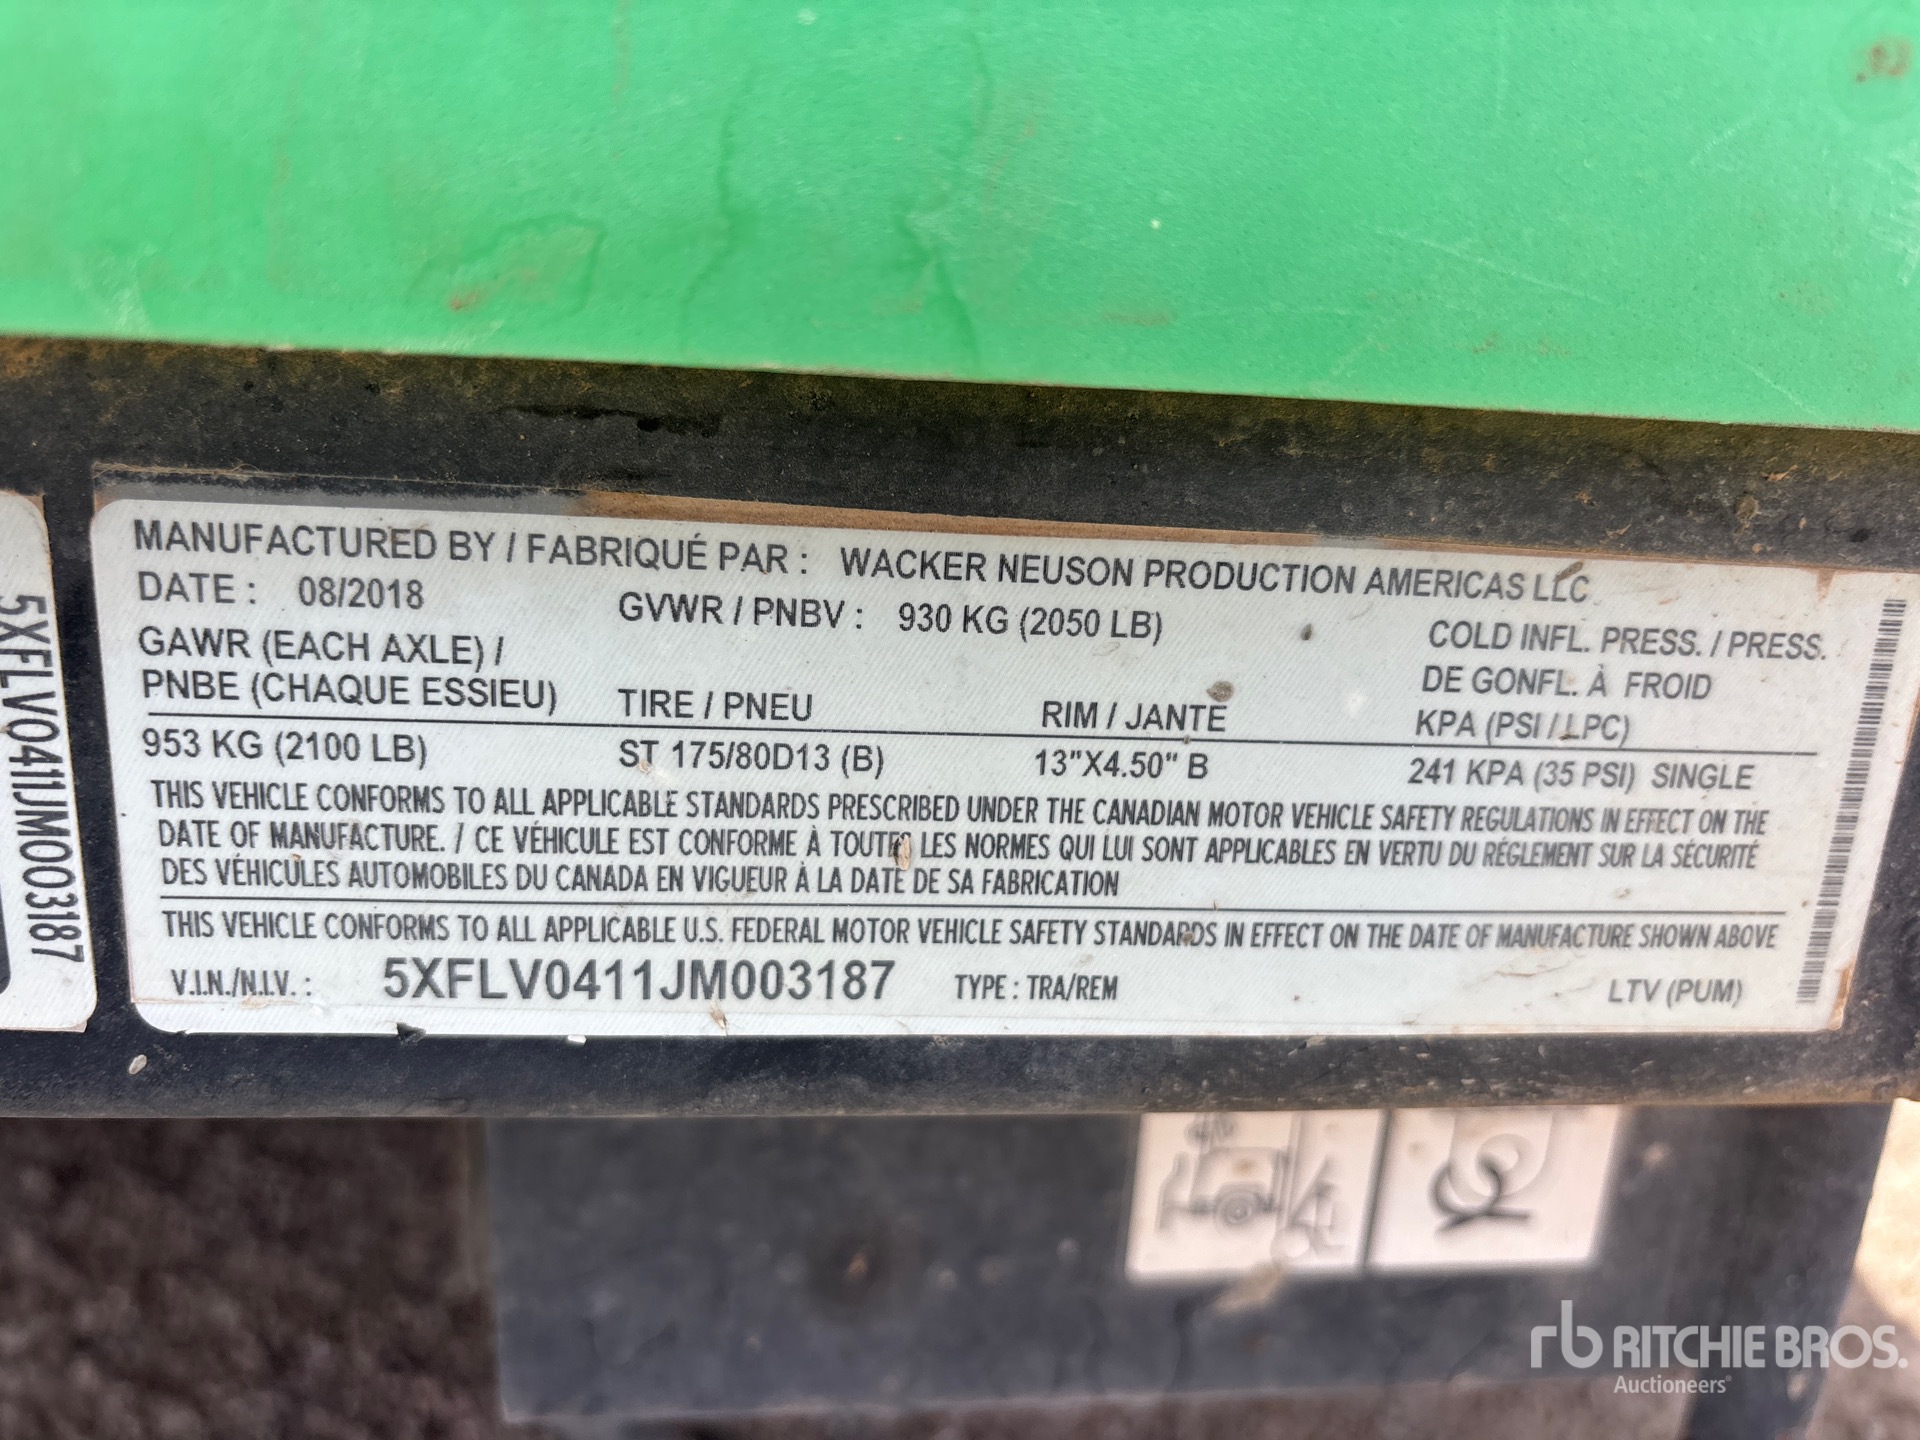 MANUFACTURED BY / FABRIQUÉ PAR : WACKER NEUSON PRODUCTION AMERICAS LLC
DATE : 08/2018 GVWR / PNBV : 930 KG (2050 LB)
GAWR (EACH AXLE) / COLD INFL. PRESS. / PRESS.
PNBE (CHAQUE ESSIEU) TIRE / PNEU RIM / JANTE DE GONFL. À FROID
KPA (PSI / LPC)
953 KG (2100 LB) ST 175/80D13 (B) 13"X4.50" B 241 KPA (35 PSI) SINGLE
THIS VEHICLE CONFORMS TO ALL APPLICABLE STANDARDS PRESCRIBED UNDER THE CANADIAN MOTOR VEHICLE SAFETY REGULATIONS IN EFFECT ON THE
DATE OF MANUFACTURE. / CE VÉHICULE EST CONFORME À TOUTES LES NORMES QUI LUI SONT APPLICABLES EN VERTU DU RÉGLEMENT SUR LA SÉCURITÉ
DES VÉHICULES AUTOMOBILES DU CANADA EN VIGUEUR À LA DATE DE SA FABRICATION
THIS VEHICLE CONFORMS TO ALL APPLICABLE U.S. FEDERAL MOTOR VEHICLE SAFETY STANDARDS IN EFFECT ON THE DATE OF MANUFACTURE SHOWN ABOVE
V.I.N./N.I.V. : 5XFLV0411JM003187 TYPE : TRA/REM LTV (PUM)
5XFLV0411JM003187
rb RITCHIE BROS.
Auctioneers